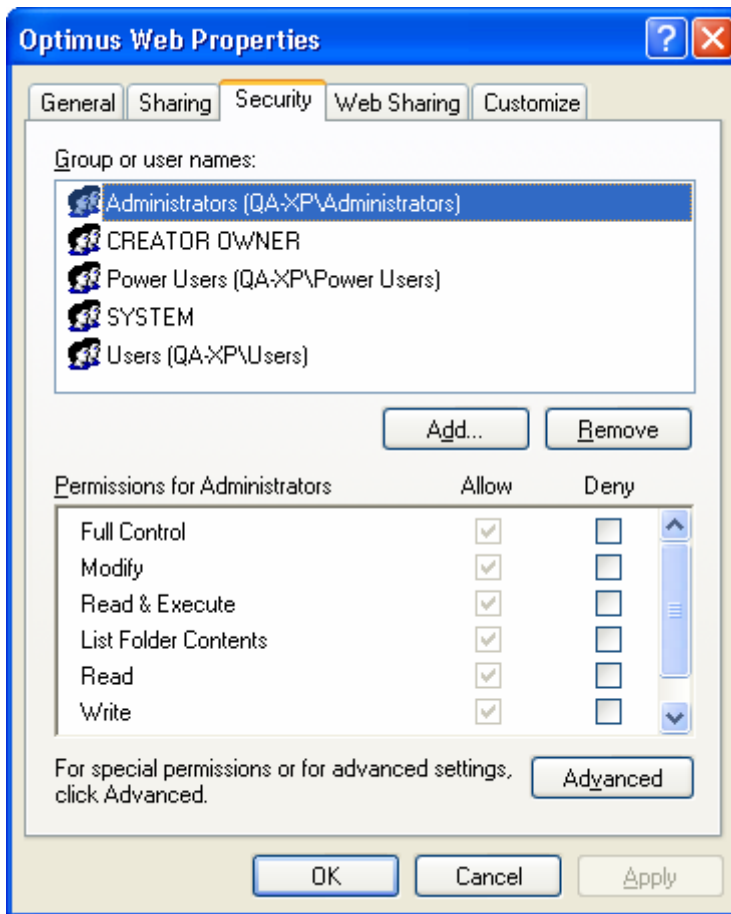 Optimus Web Properties
General Sharing Security Web Sharing Customize
Group or user names:
Administrators (QA-XP\Administrators)
CREATOR OWNER
Power Users (QA-XP\Power Users)
SYSTEM
Users (QA-XP\Users)
Add... Remove
Permissions for Administrators Allow Deny
Full Control
Modify
Read & Execute
List Folder Contents
Read
Write
For special permissions or for advanced settings,
click Advanced.
Advanced
OK Cancel Apply